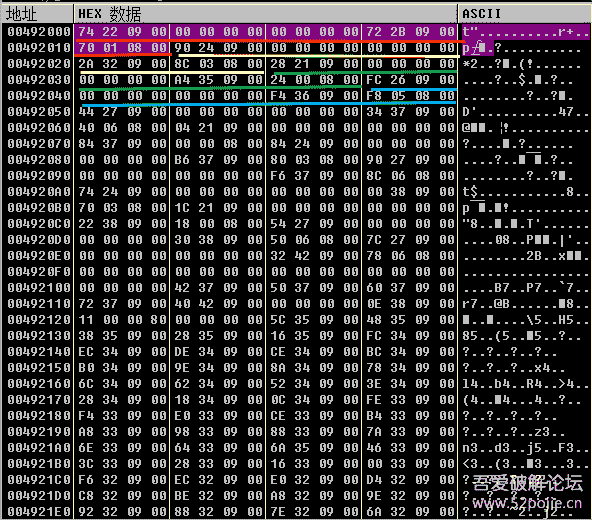 地址 HEX 数据 ASCII
00492000 74 22 09 00 00 00 00 00 00 00 00 00 72 2B 09 00 t"..........r+..
00492010 70 01 08 00 90 24 09 00 00 00 00 00 00 00 00 00
00492020 2A 32 09 00 8C 03 08 00 28 21 09 00 00 00 00 00
00492030 00 00 00 00 A4 35 09 00 24 00 08 00 FC 26 09 00
00492040 00 00 00 00 00 00 00 00 F4 36 09 00 F8 05 08 00
00492050 44 27 09 00 00 00 00 00 00 00 00 00 34 37 09 00
00492060 40 06 08 00 04 21 09 00 00 00 00 00 00 00 00 00
00492070 84 37 09 00 00 00 08 00 84 24 09 00 00 00 00 00
00492080 00 00 00 00 B6 37 09 00 80 03 08 00 90 27 09 00
00492090 00 00 00 00 00 00 00 00 F6 37 09 00 8C 06 08 00
004920A0 74 24 09 00 00 00 00 00 00 00 00 00 00 38 09 00 t$...........8..
004920B0 70 03 08 00 1C 21 09 00 00 00 00 00 00 00 00 00
004920C0 22 38 09 00 18 00 08 00 54 27 09 00 00 00 00 00
004920D0 00 00 00 00 30 38 09 00 50 06 08 00 7C 27 09 00
004920E0 00 00 00 00 00 00 00 00 32 42 09 00 78 06 08 00
004920F0 00 00 00 00 00 00 00 00 00 00 00 00 00 00 00 00 ................
00492100 00 00 00 00 42 37 09 00 50 37 09 00 60 37 09 00 ....B7..P7..`7..
00492110 72 37 09 00 40 42 09 00 00 00 00 00 0E 38 09 00
00492120 11 00 00 80 00 00 00 00 5C 35 09 00 48 35 09 00
00492130 38 35 09 00 28 35 09 00 16 35 09 00 FC 34 09 00
00492140 EC 34 09 00 DE 34 09 00 CE 34 09 00 BC 34 09 00
00492150 B0 34 09 00 9E 34 09 00 8A 34 09 00 78 34 09 00
00492160 6C 34 09 00 62 34 09 00 52 34 09 00 3E 34 09 00 l4..b4..R4..>4..
00492170 28 34 09 00 18 34 09 00 0C 34 09 00 FE 33 09 00
00492180 F4 33 09 00 E0 33 09 00 CE 33 09 00 B4 33 09 00
00492190 A8 33 09 00 98 33 09 00 88 33 09 00 7A 33 09 00
004921A0 6E 33 09 00 64 33 09 00 6A 35 09 00 46 33 09 00 n3..d3..j5..F3..
004921B0 3C 33 09 00 28 33 09 00 16 33 09 00 00 33 09 00
004921C0 F6 32 09 00 EC 32 09 00 E0 32 09 00 D4 32 09 00
004921D0 C8 32 09 00 BE 32 09 00 A8 32 09 00 9E 32 09 00
004921E0 92 32 09 00 88 32 09 00 7E 32 09 00 6A 32 09 00
吾爱破解论坛
www.52pojie.cn